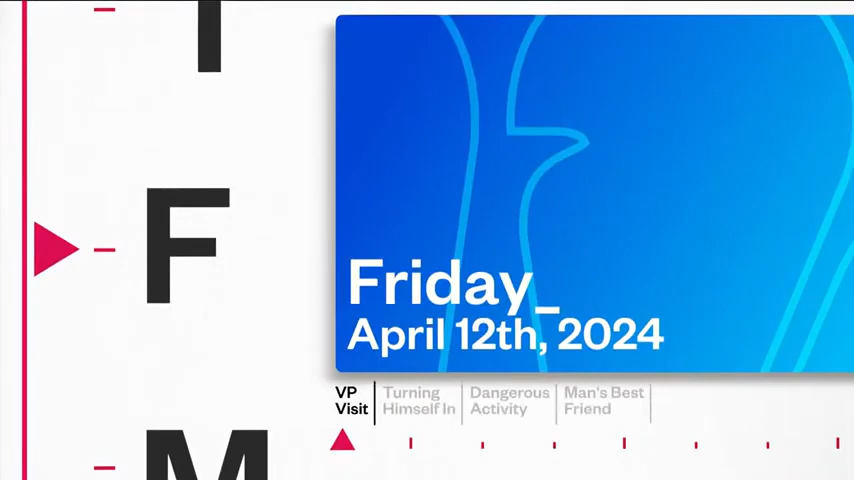 T
F
M
Friday_
April 12th, 2024
VP
Visit
Turning
Himself In
Dangerous
Activity
Man's Best
Friend